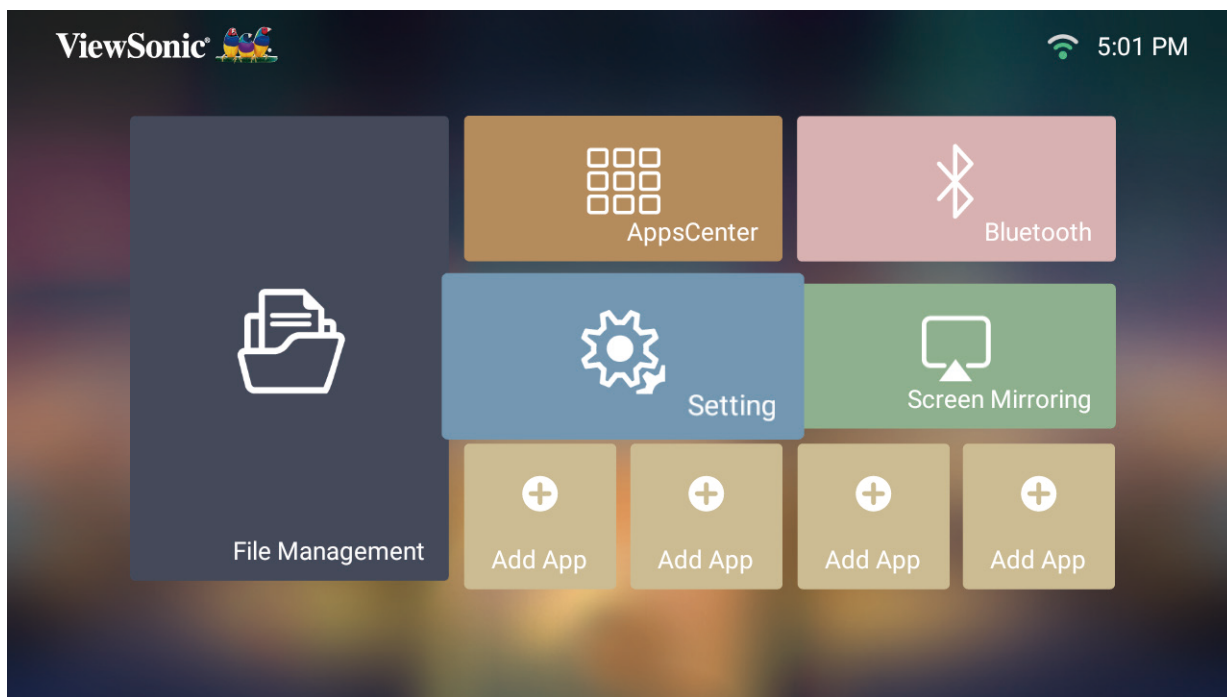 ViewSonic®
5:01 PM
AppsCenter
Bluetooth
Setting
Screen Mirroring
File Management
Add App
Add App
Add App
Add App